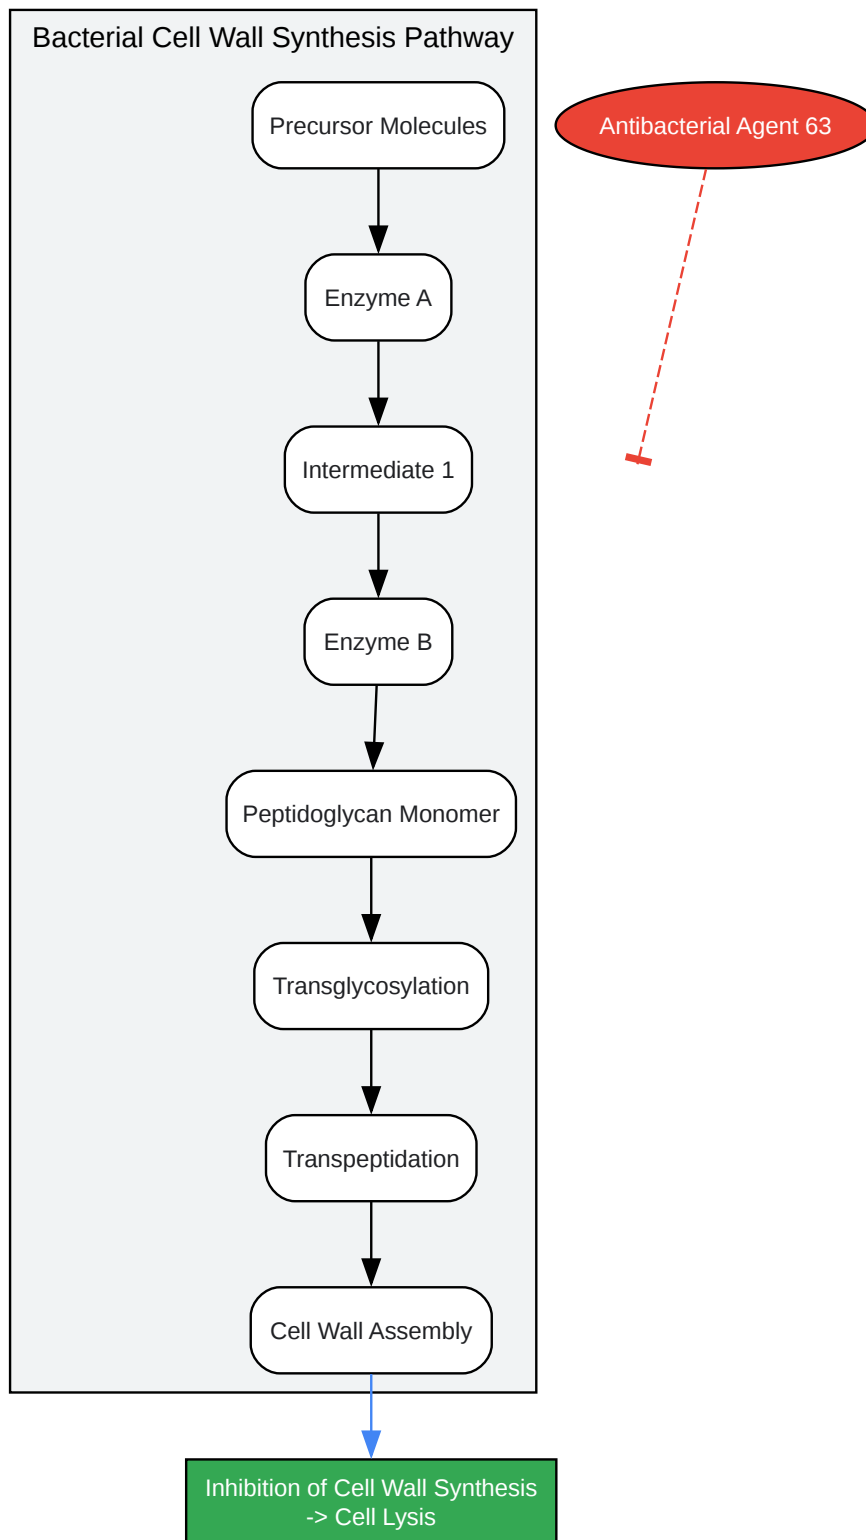 Bacterial Cell Wall Synthesis Pathway
Precursor Molecules
Antibacterial Agent 63
Enzyme A
Intermediate 1
Enzyme B
Peptidoglycan Monomer
Transglycosylation
Transpeptidation
Cell Wall Assembly
Inhibition of Cell Wall Synthesis
-> Cell Lysis